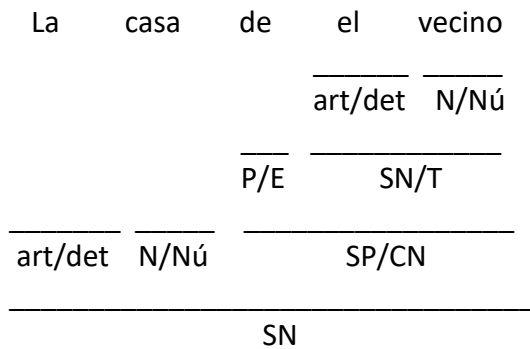 La casa de el vecino
art/det N/Nú
P/E SN/T
art/det N/Nú SP/CN
SN